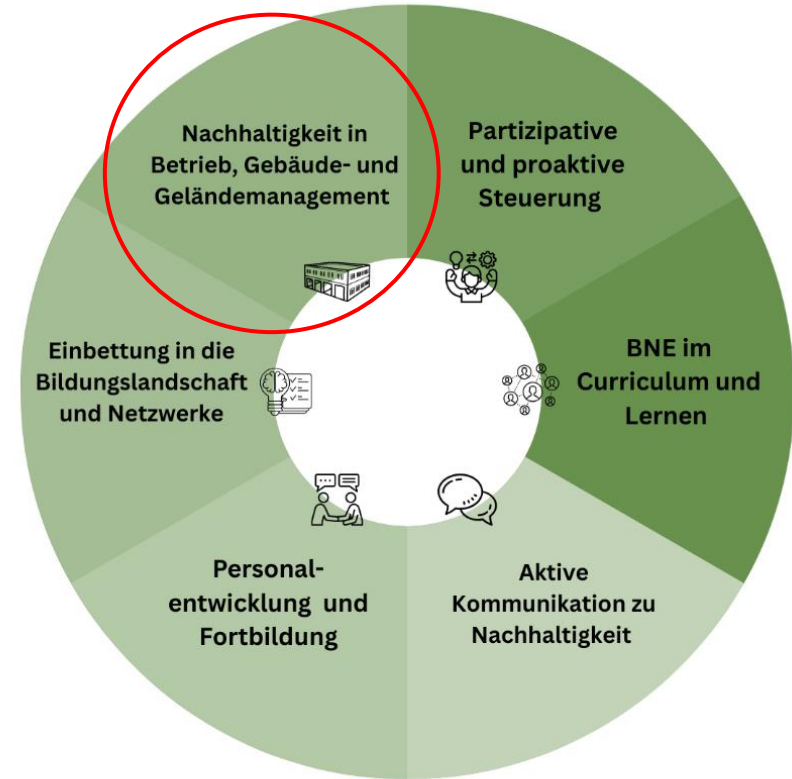 Nachhaltigkeit in
Betrieb, Gebäude- und
Geländemanagement
Partizipative
und proaktive
Steuerung
BNE im
Curriculum und
Lernen
Aktive
Kommunikation zu
Nachhaltigkeit
Personal-
entwicklung und
Fortbildung
Einbettung in die
Bildungslandschaft
und Netzwerke